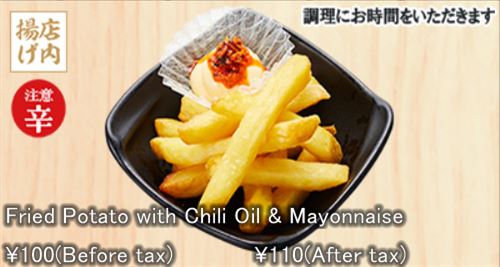 店内
揚げ
調理にお時間をいただきます
注意
辛
Fried Potato with Chili Oil & Mayonnaise
¥100(Before tax) ¥110(After tax)